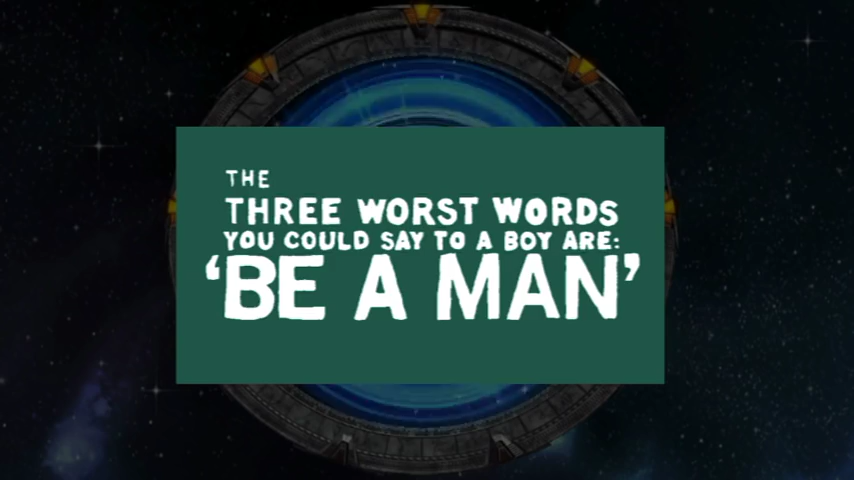 THE
THREE WORST WORDS
YOU COULD SAY TO A BOY ARE:
‘BE A MAN’